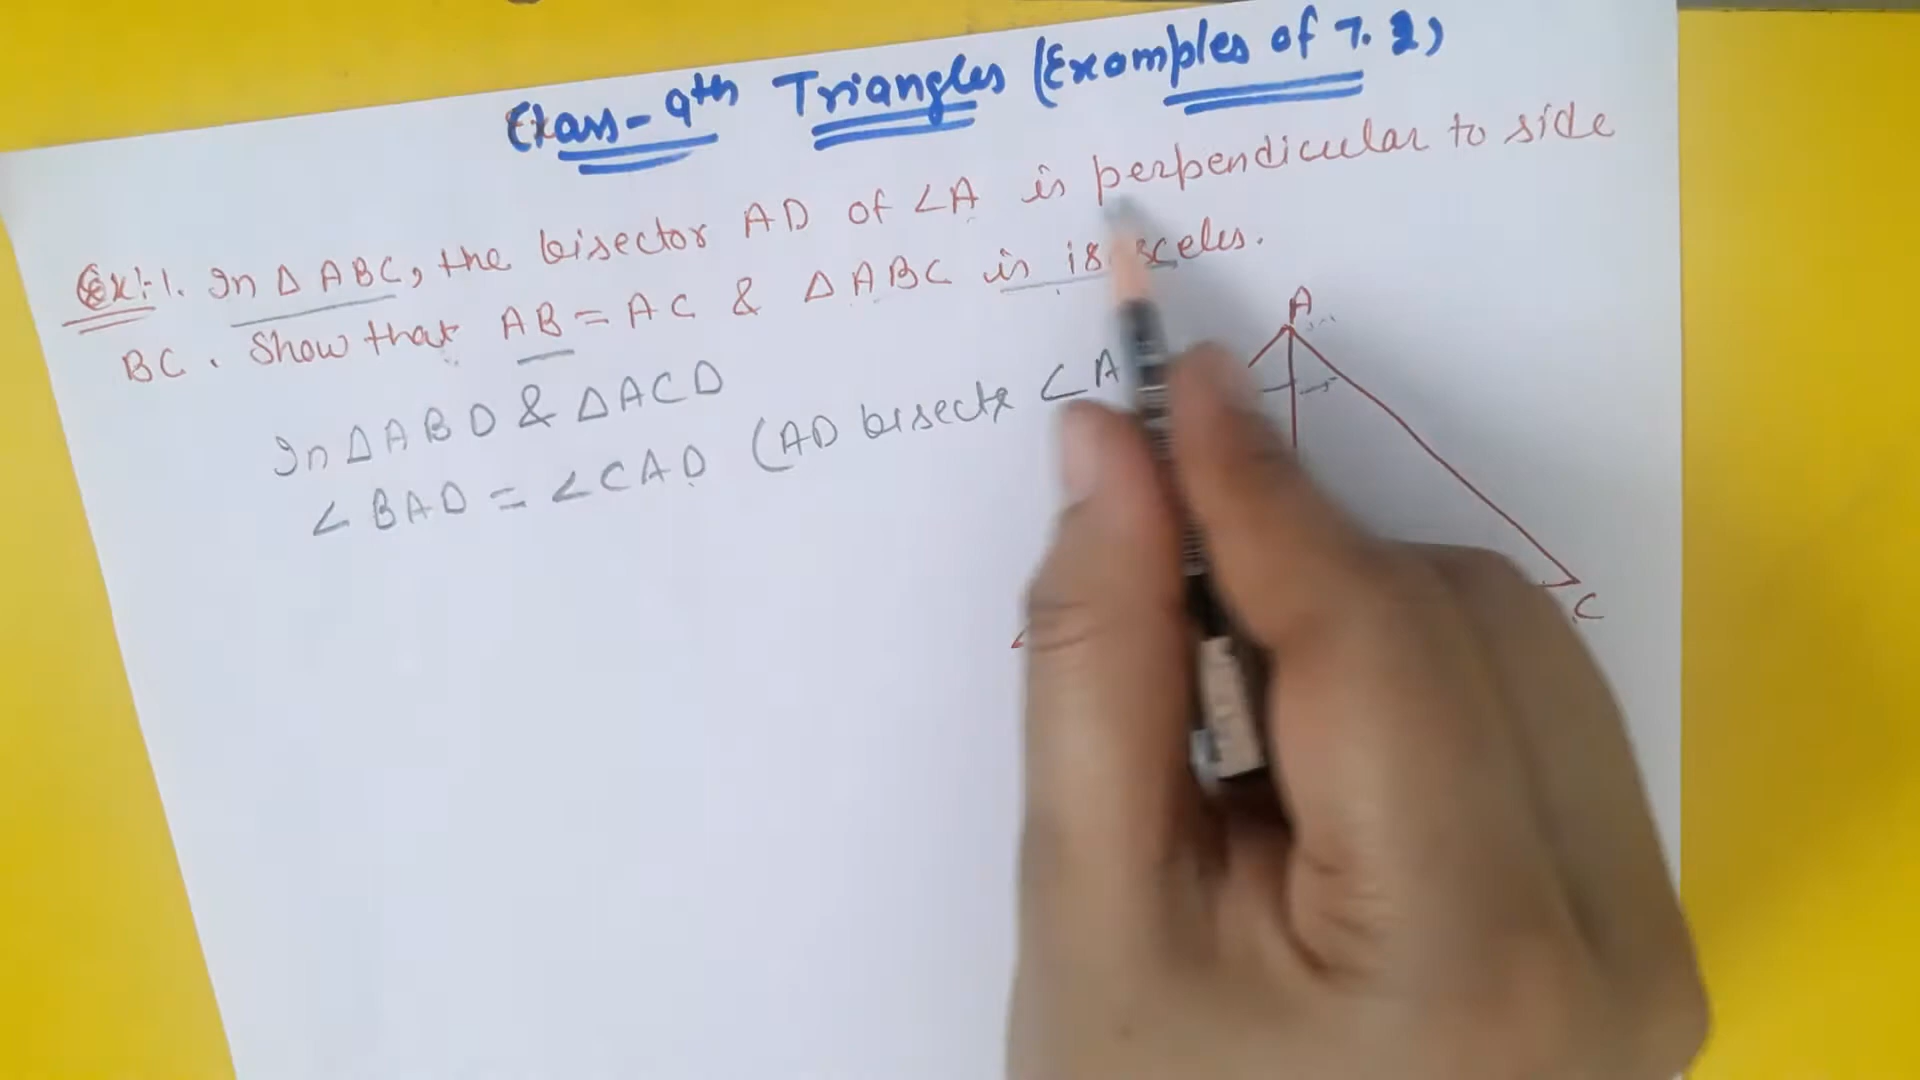 Class-9th Triangles (Examples of 7.2)
Ex:-1. In △ABC, the bisector AD of ∠A is perpendicular to side
BC. Show that AB = AC & △ABC is isosceles.
In △ABD & △ACD
∠BAD = ∠CAD (AD bisects ∠A
A
C